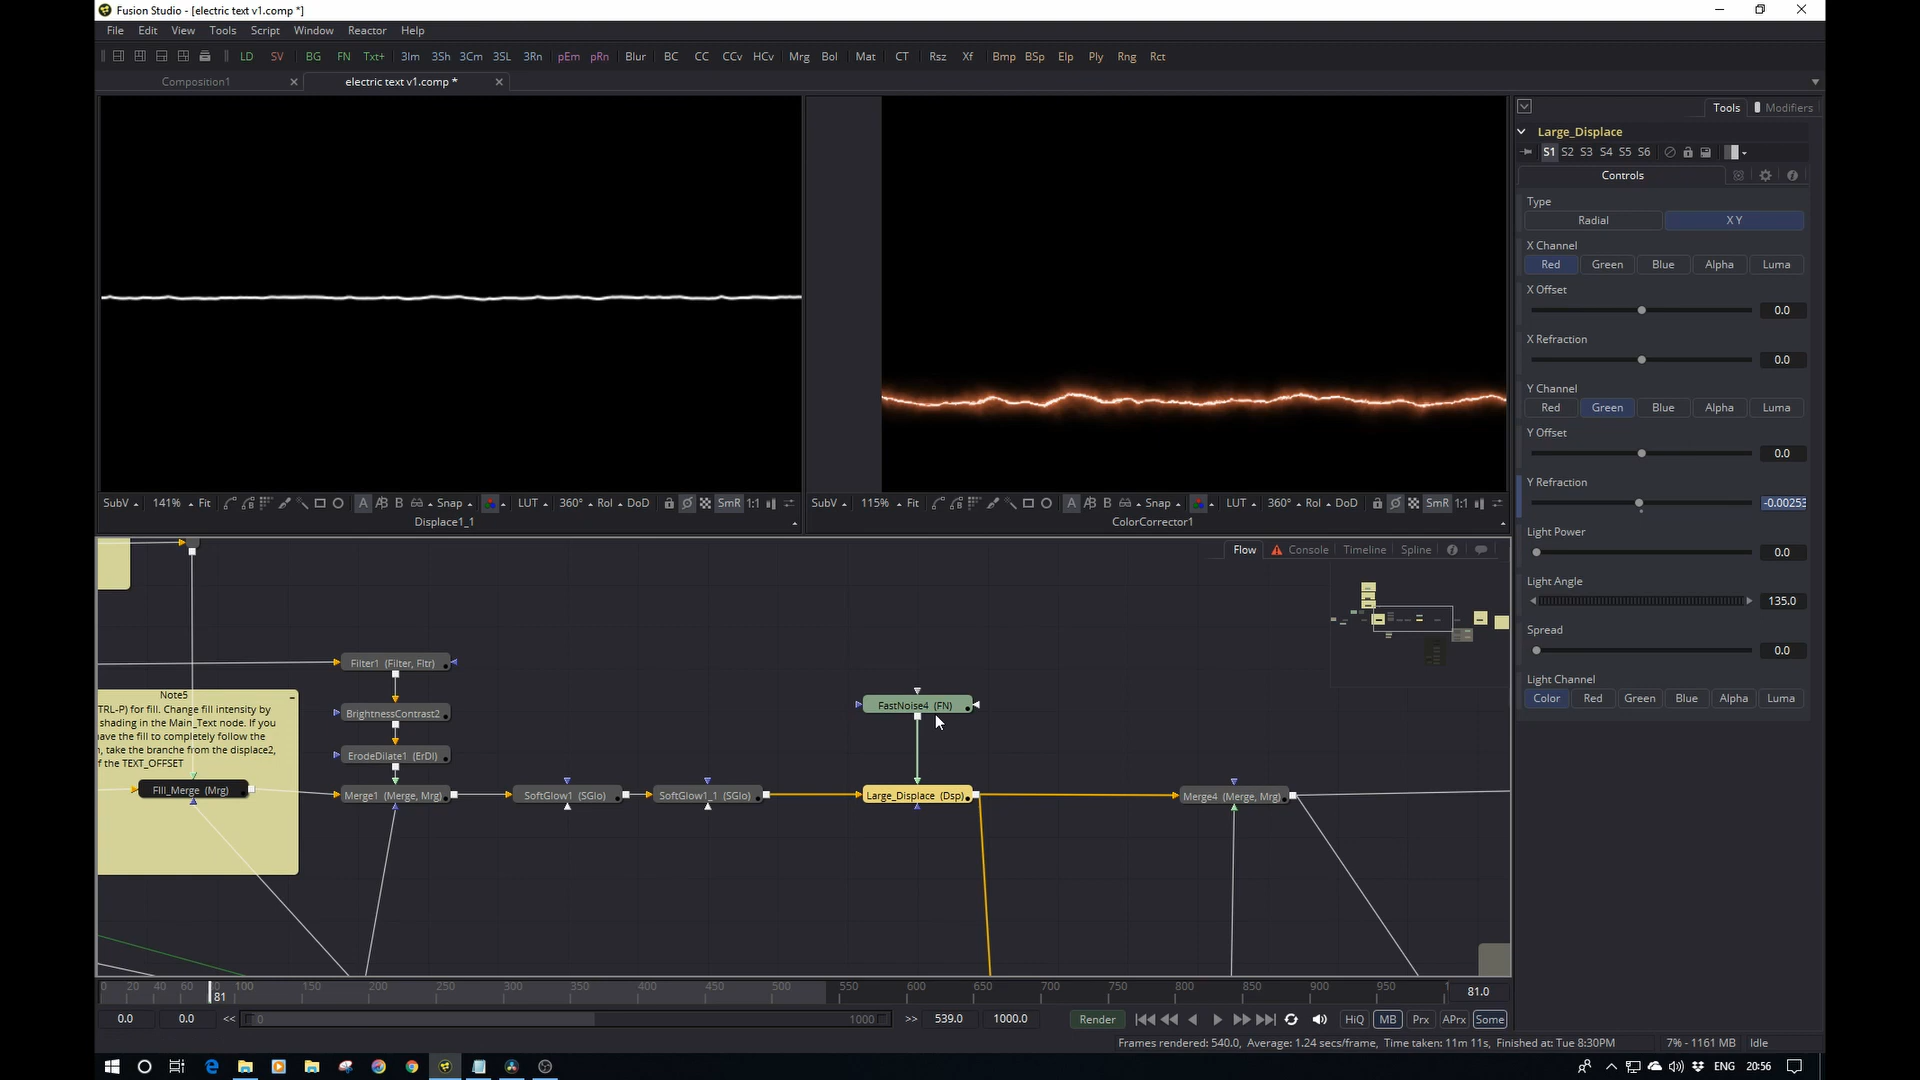 Fusion Studio - [electric text v1.comp *]
File Edit View Tools Script Window Reactor Help
LD SV BG FN Txt+ 3Im 3Sh 3Cm 3SL 3Rn pEm pRn Blur BC CC CCv HCv Mrg Bol Mat CT Rsz Xf Bmp BSp Elp Ply Rng Rct
Composition1 electric text v1.comp *
Tools Modifiers
Large_Displace
S1 S2 S3 S4 S5 S6
Controls
Type
Radial X Y
X Channel
Red Green Blue Alpha Luma
X Offset
0.0
X Refraction
0.0
Y Channel
Red Green Blue Alpha Luma
Y Offset
0.0
Y Refraction
-0.00253
Light Power
0.0
Light Angle
135.0
Spread
0.0
Light Channel
Color Red Green Blue Alpha Luma
SubV 141% Fit A B Snap LUT 360° RoI DoD SmR 1:1
Displace1_1
SubV 115% Fit A B Snap LUT 360° RoI DoD SmR 1:1
ColorCorrector1
Flow Console Timeline Spline
Filter1 (Filter, Fltr)
Note5
TRL-P) for fill. Change fill intensity by
shading in the Main_Text node. If you
ave the fill to completely follow the
, take the branche from the displace2,
f the TEXT_OFFSET
BrightnessContrast2
ErodeDilate1 (ErDl)
FIll_Merge (Mrg)
Merge1 (Merge, Mrg)
SoftGlow1 (SGlo)
SoftGlow1_1 (SGlo)
FastNoise4 (FN)
Large_Displace (Dsp)
Merge4 (Merge, Mrg)
0 20 40 60 80 100 150 200 250 300 350 400 450 500 550 600 650 700 750 800 850 900 950
81
81.0
0.0 0.0 << 0 1000 >> 539.0 1000.0 Render HiQ MB Prx APrx Some
Frames rendered: 540.0, Average: 1.24 secs/frame, Time taken: 11m 11s, Finished at: Tue 8:30PM 7% - 1161 MB Idle
ENG 20:56